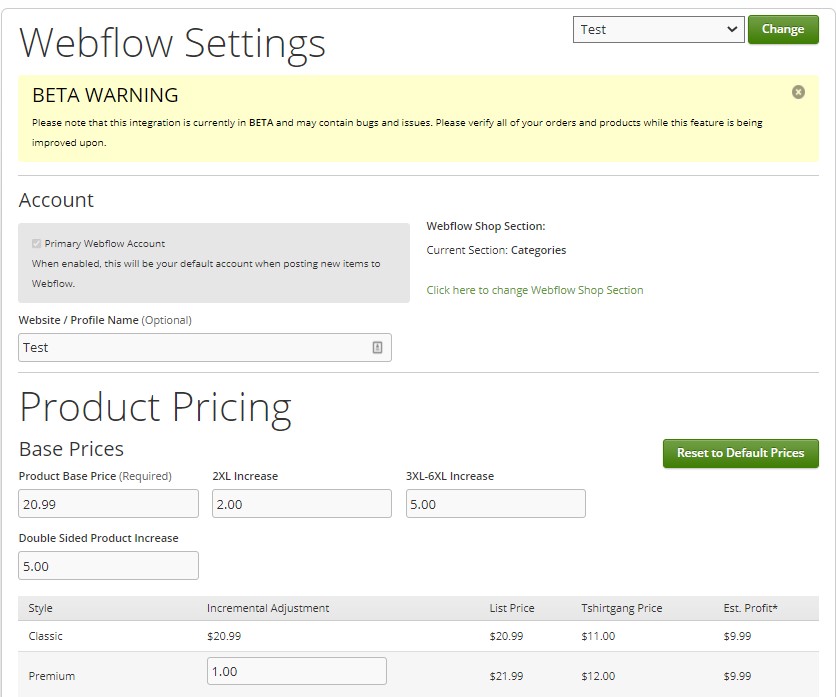 Webflow Settings
Test
Change
BETA WARNING
Please note that this integration is currently in BETA and may contain bugs and issues. Please verify all of your orders and products while this feature is being
improved upon.
Account
Primary Webflow Account
When enabled, this will be your default account when posting new items to
Webflow.
Webflow Shop Section:
Current Section: Categories
Click here to change Webflow Shop Section
Website / Profile Name (Optional)
Test
Product Pricing
Base Prices
Reset to Default Prices
Product Base Price (Required) 2XL Increase 3XL-6XL Increase
20.99 2.00 5.00
Double Sided Product Increase
5.00
Style Incremental Adjustment List Price Tshirtgang Price Est. Profit*
Classic $20.99 $20.99 $11.00 $9.99
Premium 1.00 $21.99 $12.00 $9.99